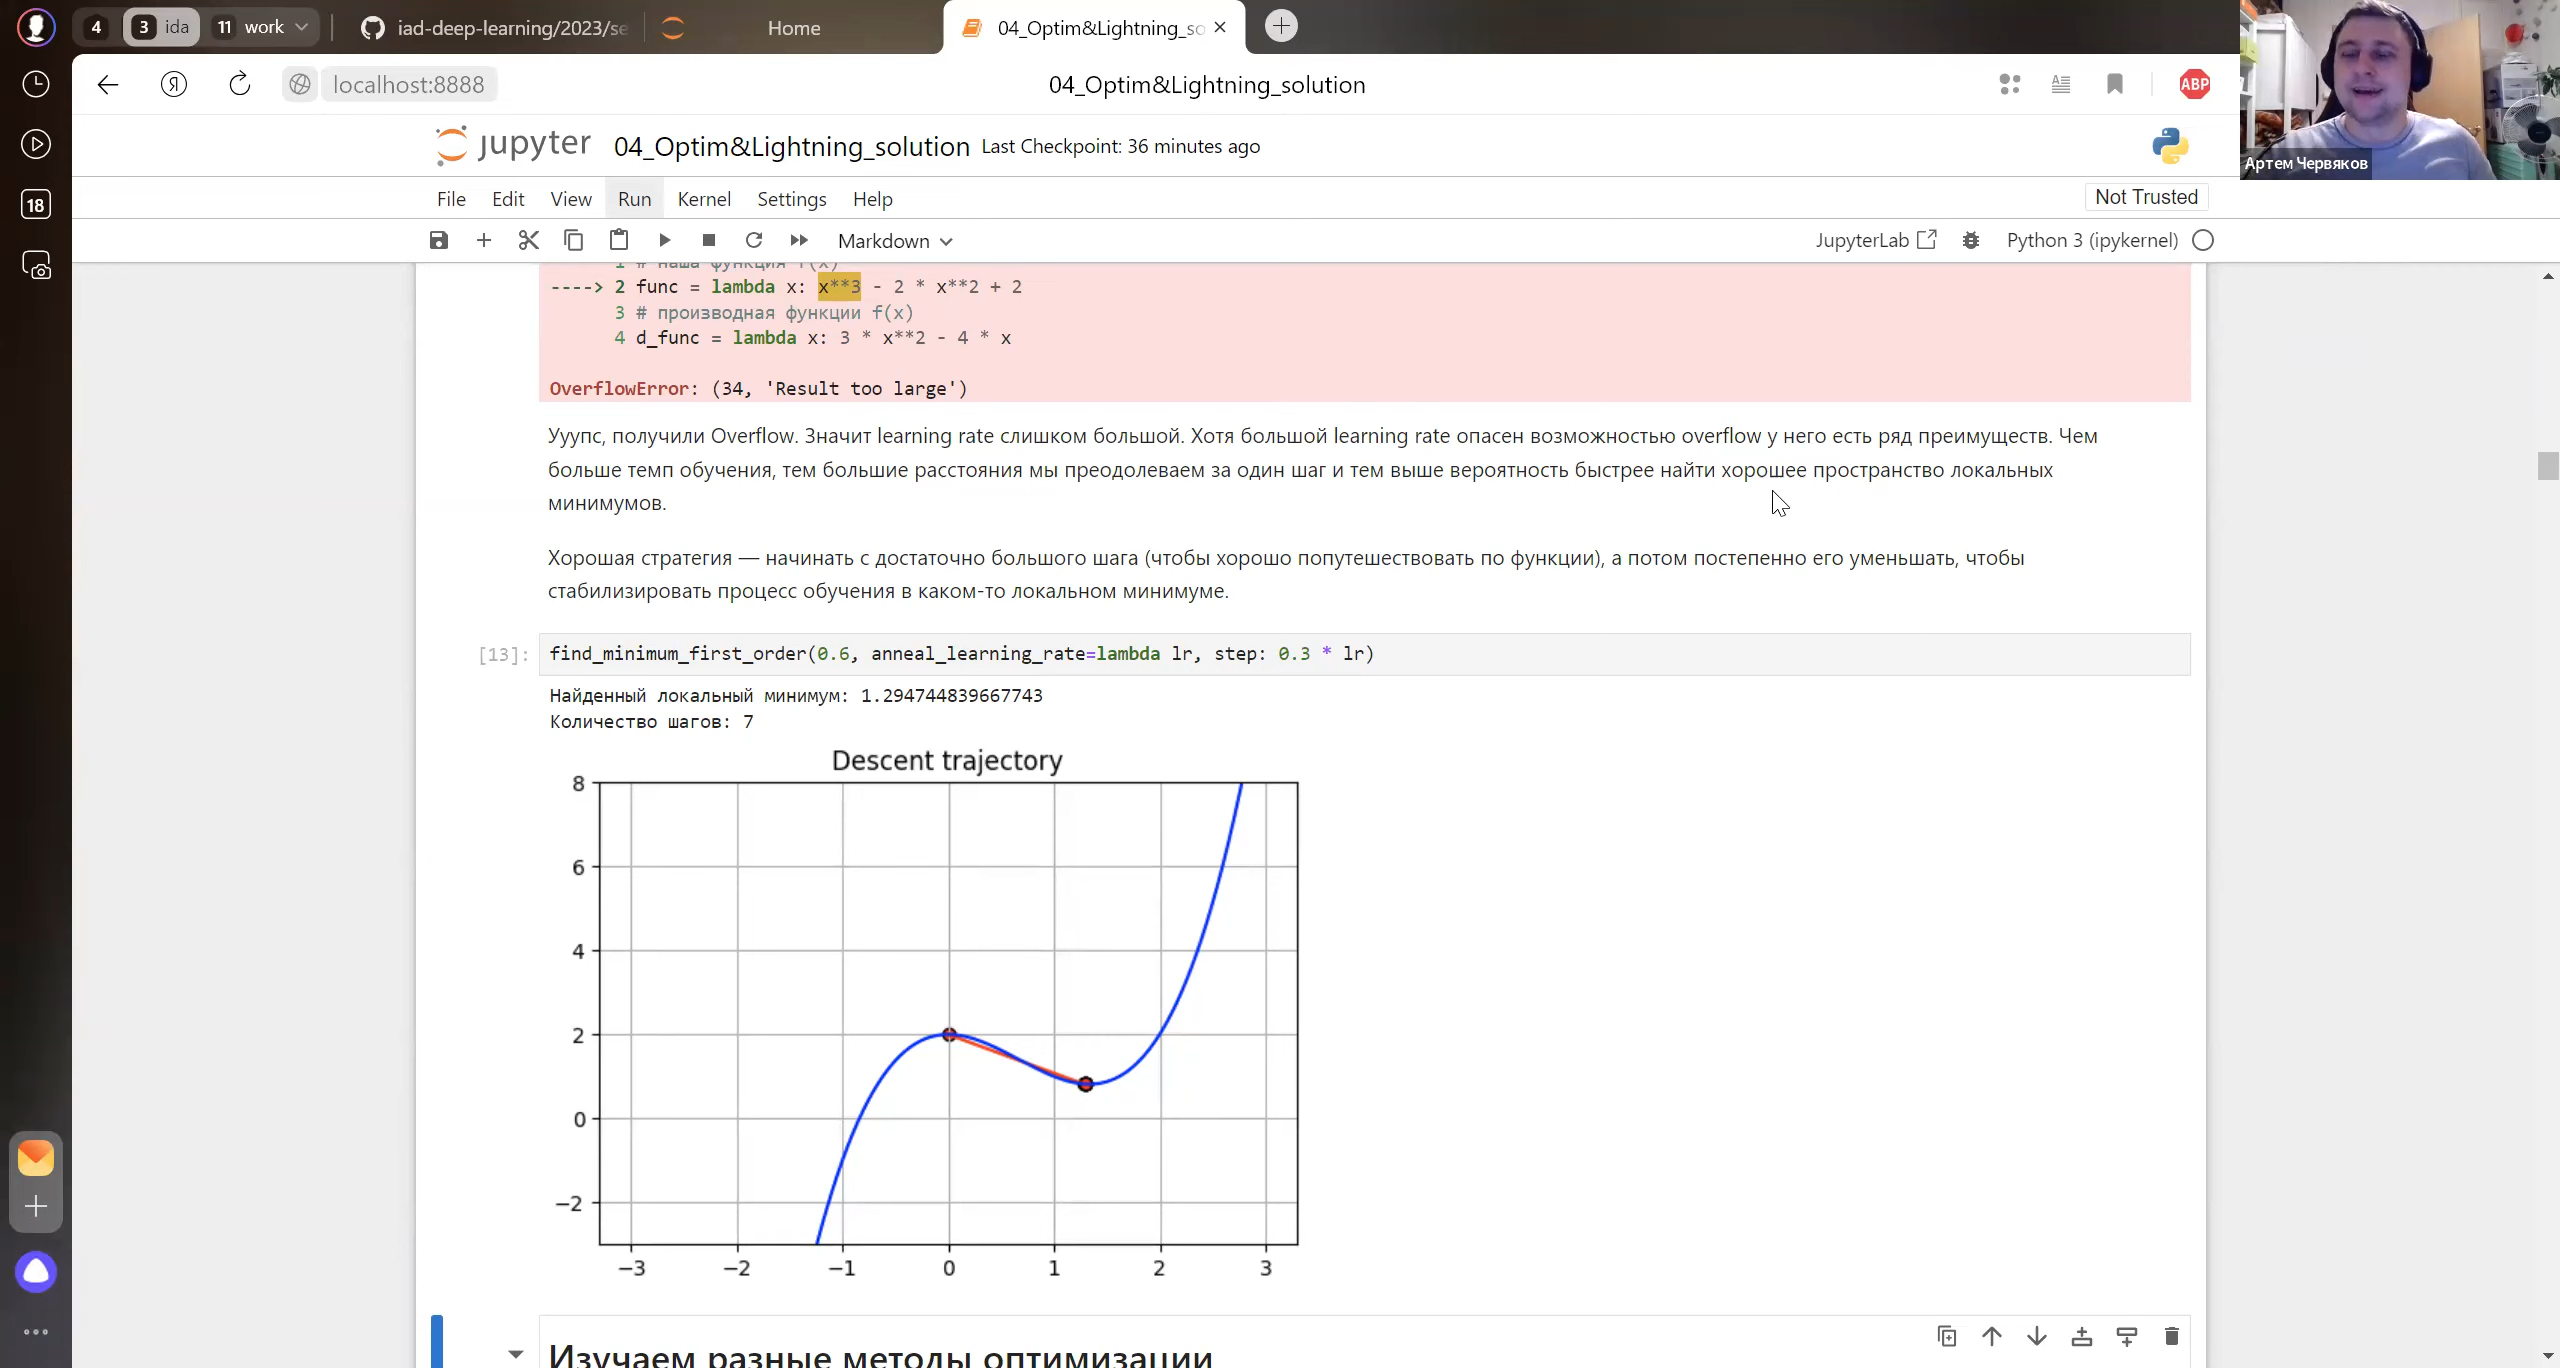 4 3 ida 11 work iad-deep-learning/2023/se Home 04_Optim&Lightning_so
localhost:8888 04_Optim&Lightning_solution ABP
Артем Червяков
18
jupyter 04_Optim&Lightning_solution Last Checkpoint: 36 minutes ago
File Edit View Run Kernel Settings Help Not Trusted
Markdown JupyterLab Python 3 (ipykernel)
1 # наша функция f(x)
----> 2 func = lambda x: x**3 - 2 * x**2 + 2
3 # производная функции f(x)
4 d_func = lambda x: 3 * x**2 - 4 * x
OverflowError: (34, 'Result too large')
Ууупс, получили Overflow. Значит learning rate слишком большой. Хотя большой learning rate опасен возможностью overflow у него есть ряд преимуществ. Чем
больше темп обучения, тем большие расстояния мы преодолеваем за один шаг и тем выше вероятность быстрее найти хорошее пространство локальных
минимумов.
Хорошая стратегия — начинать с достаточно большого шага (чтобы хорошо попутешествовать по функции), а потом постепенно его уменьшать, чтобы
стабилизировать процесс обучения в каком-то локальном минимуме.
[13]: find_minimum_first_order(0.6, anneal_learning_rate=lambda lr, step: 0.3 * lr)
Найденный локальный минимум: 1.294744839667743
Количество шагов: 7
Descent trajectory
8
6
4
2
0
−2
−3 −2 −1 0 1 2 3
Изучаем разные методы оптимизации